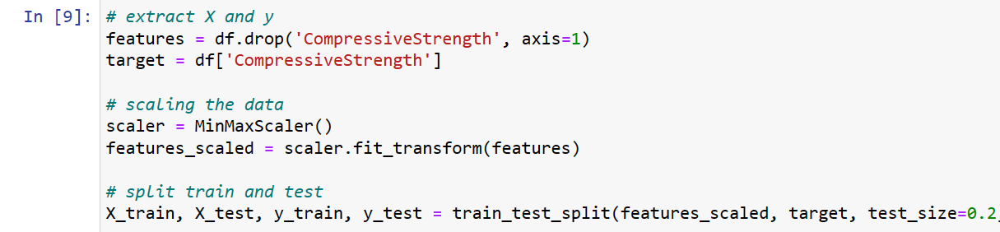 In [9]: # extract X and y
features = df.drop('CompressiveStrength', axis=1)
target = df['CompressiveStrength']
# scaling the data
scaler = MinMaxScaler()
features_scaled = scaler.fit_transform(features)
# split train and test
X_train, X_test, y_train, y_test = train_test_split(features_scaled, target, test_size=0.2,